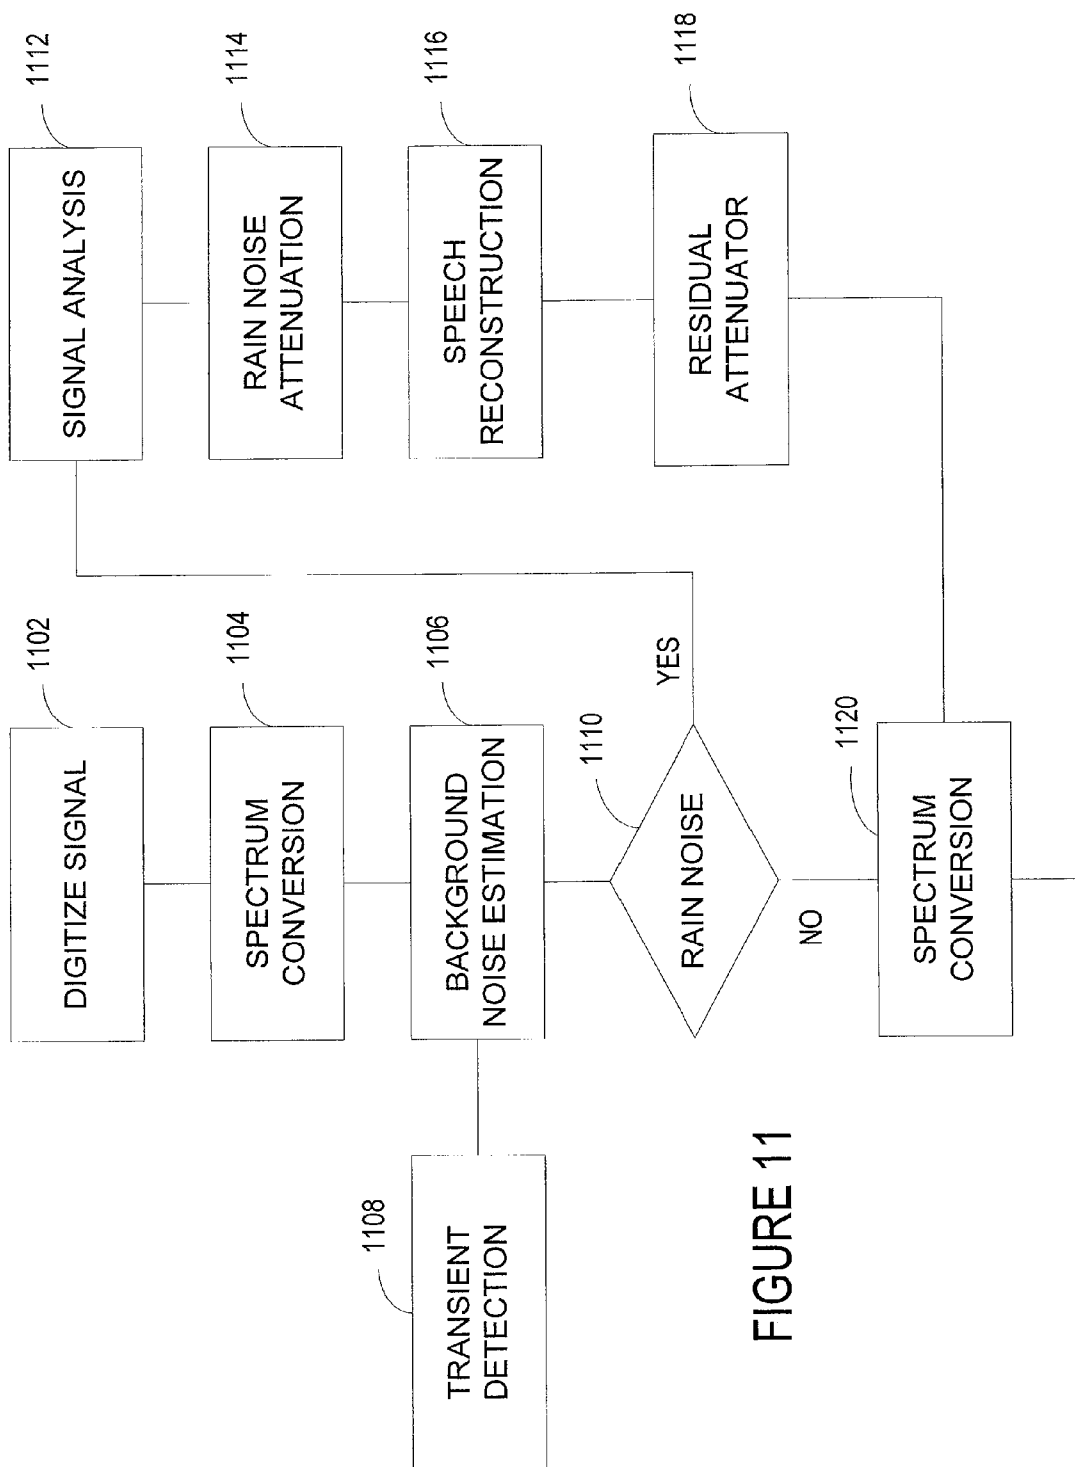 1102
DIGITIZE SIGNAL
1104
SPECTRUM
CONVERSION
1108
TRANSIENT
DETECTION
1106
BACKGROUND
NOISE ESTIMATION
1110
RAIN NOISE
YES
NO
1112
SIGNAL ANALYSIS
1114
RAIN NOISE
ATTENUATION
1116
SPEECH
RECONSTRUCTION
1118
RESIDUAL
ATTENUATOR
1120
SPECTRUM
CONVERSION
FIGURE 11